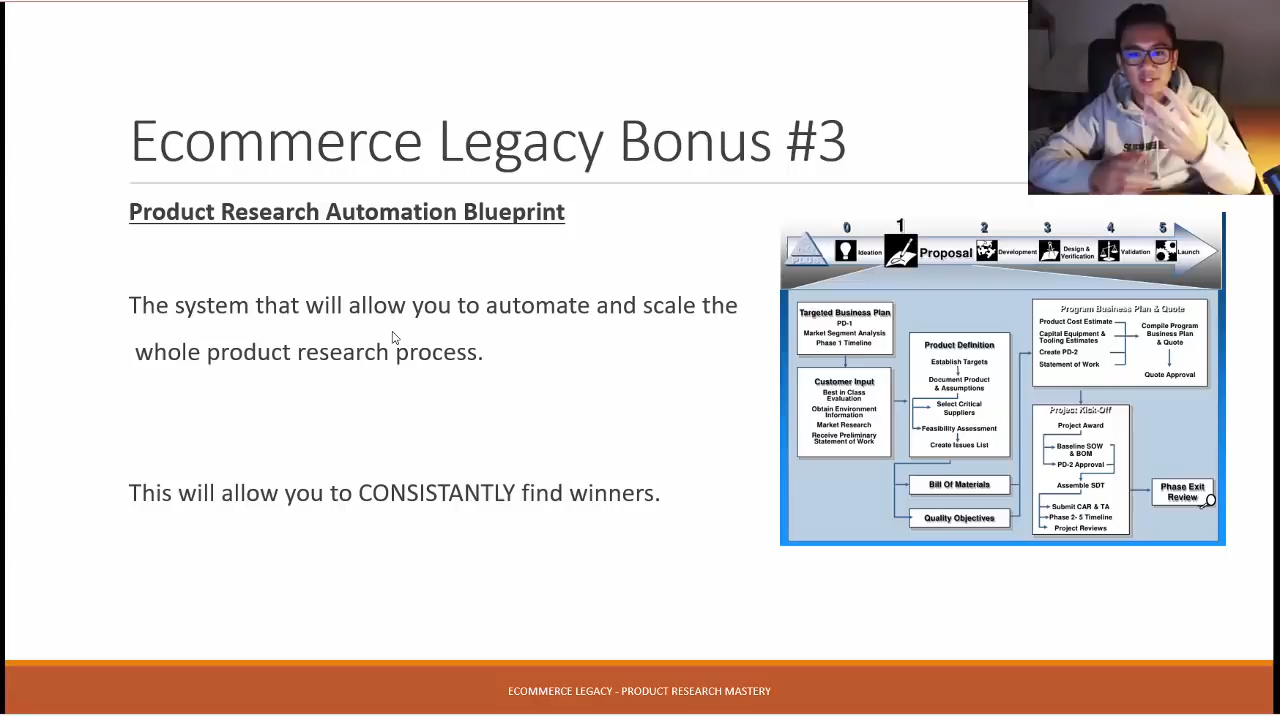 Ecommerce Legacy Bonus #3
Product Research Automation Blueprint
The system that will allow you to automate and scale the
whole product research process.
This will allow you to CONSISTANTLY find winners.
0
1
2
3
4
5
PLUS
Ideation
Proposal
Development
Design &
Verification
Validation
Launch
Targeted Business Plan
PD-1
Market Segment Analysis
Phase 1 Timeline
Customer Input
Best in Class
Evaluation
Obtain Environment
Information
Market Research
Receive Preliminary
Statement of Work
Product Definition
Establish Targets
Document Product
& Assumptions
Select Critical
Suppliers
Feasibility Assessment
Create Issues List
Bill Of Materials
Quality Objectives
Program Business Plan & Quote
Product Cost Estimate
Capital Equipment &
Tooling Estimates
Create PD-2
Statement of Work
Compile Program
Business Plan
& Quote
Quote Approval
Project Kick-Off
Project Award
Baseline SOW
& BOM
PD-2 Approval
Assemble SDT
Submit CAR & TA
Phase 2- 5 Timeline
Project Reviews
Phase Exit
Review
ECOMMERCE LEGACY - PRODUCT RESEARCH MASTERY